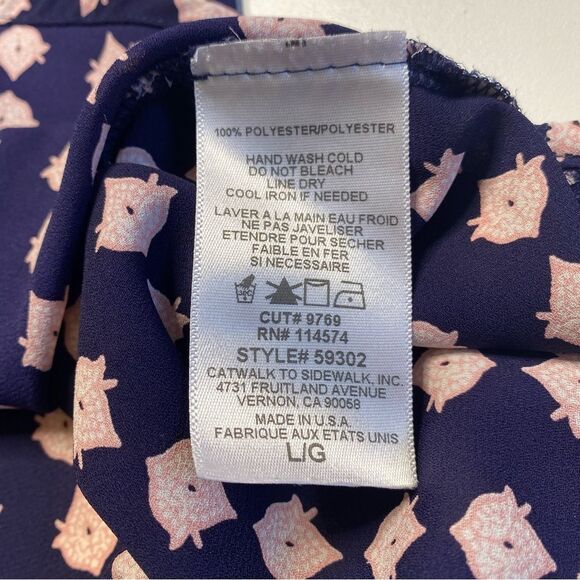 100% POLYESTER/POLYESTER
HAND WASH COLD
DO NOT BLEACH
LINE DRY
COOL IRON IF NEEDED
LAVER A LA MAIN EAU FROID
NE PAS JAVELISER
ETENDRE POUR SECHER
FAIBLE EN FER
SI NECESSAIRE
CUT# 9769
RN# 114574
STYLE# 59302
CATWALK TO SIDEWALK, INC.
4731 FRUITLAND AVENUE
VERNON, CA 90058
MADE IN U.S.A.
FABRIQUE AUX ETATS UNIS
L/G